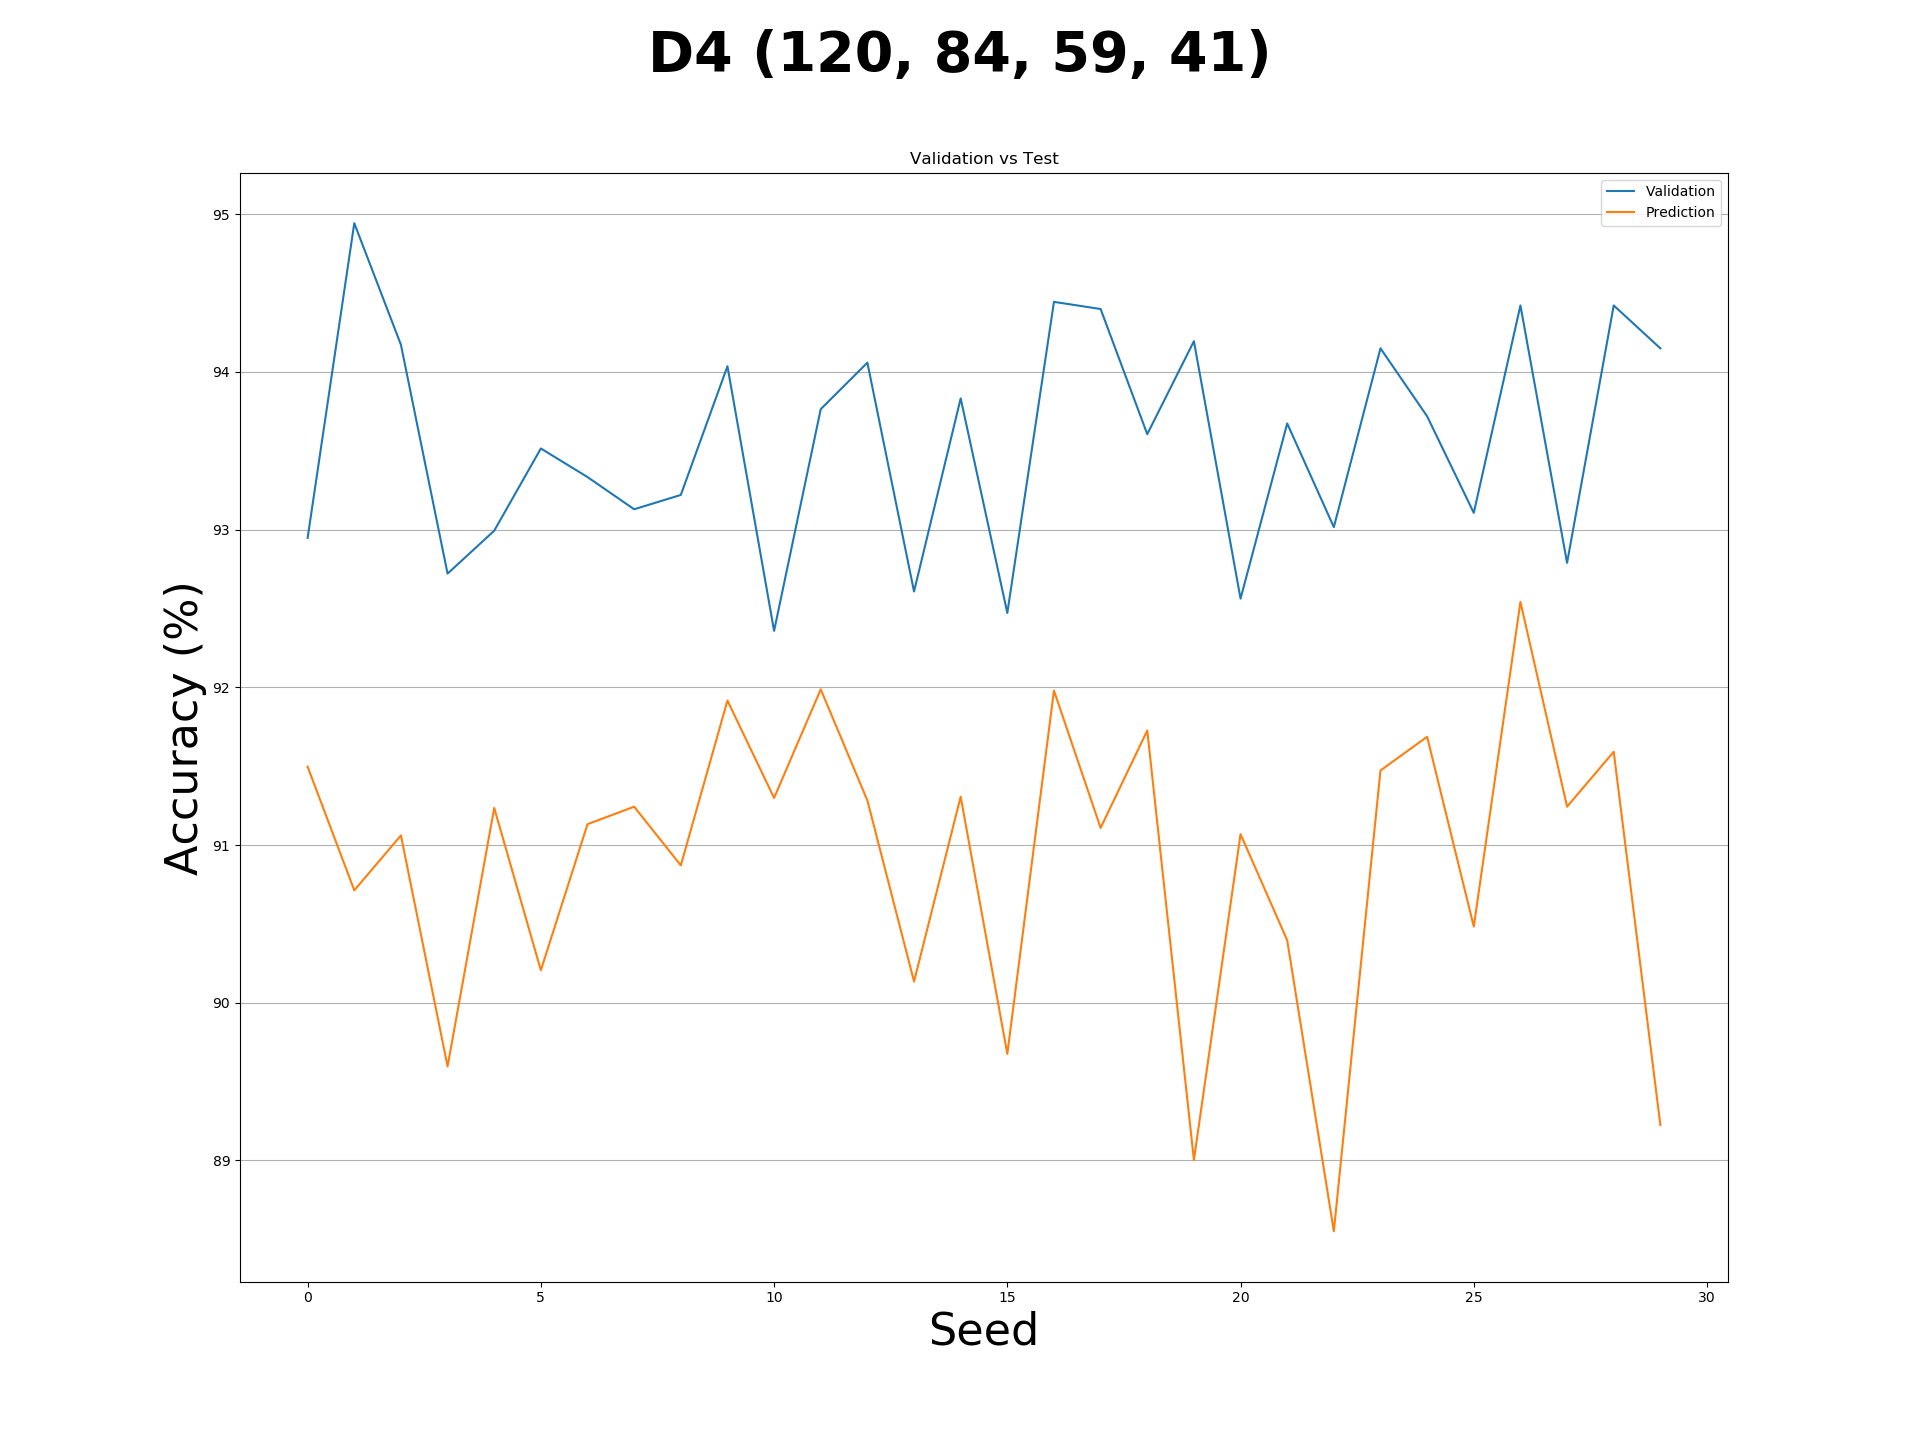 D4 (120, 84, 59, 41)
Validation vs Test
Validation
Prediction
95
94
93
92
91
90
89
Accuracy (%)
0 5 10 15 20 25 30
Seed